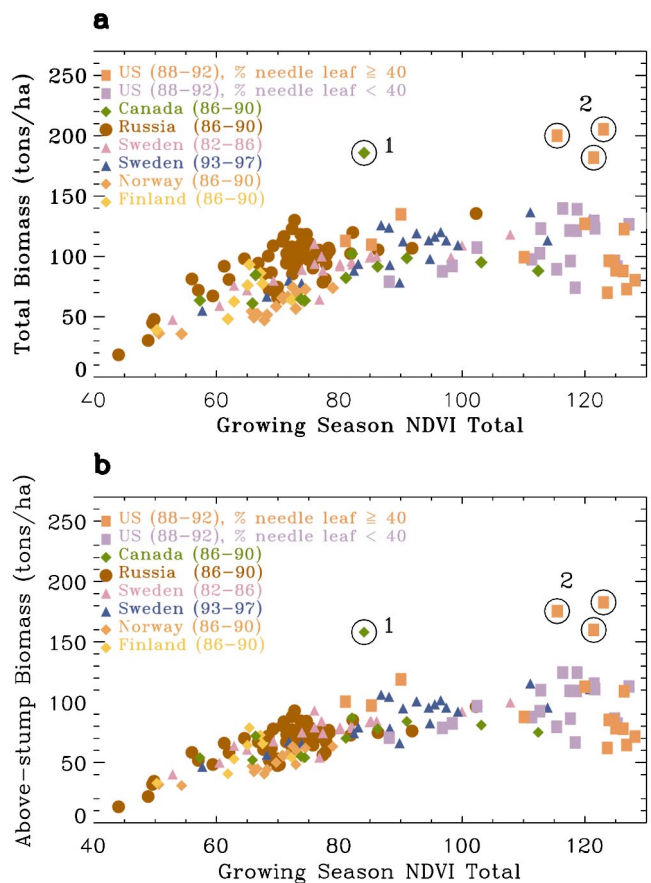 a
Total Biomass (tons/ha)
250
200
150
100
50
0
US (88-92), % needle leaf ≧ 40
US (88-92), % needle leaf < 40
Canada (86-90)
Russia (86-90)
Sweden (82-86)
Sweden (93-97)
Norway (86-90)
Finland (86-90)
1
2
40 60 80 100 120
Growing Season NDVI Total
b
Above-stump Biomass (tons/ha)
250
200
150
100
50
0
US (88-92), % needle leaf ≧ 40
US (88-92), % needle leaf < 40
Canada (86-90)
Russia (86-90)
Sweden (82-86)
Sweden (93-97)
Norway (86-90)
Finland (86-90)
1
2
40 60 80 100 120
Growing Season NDVI Total